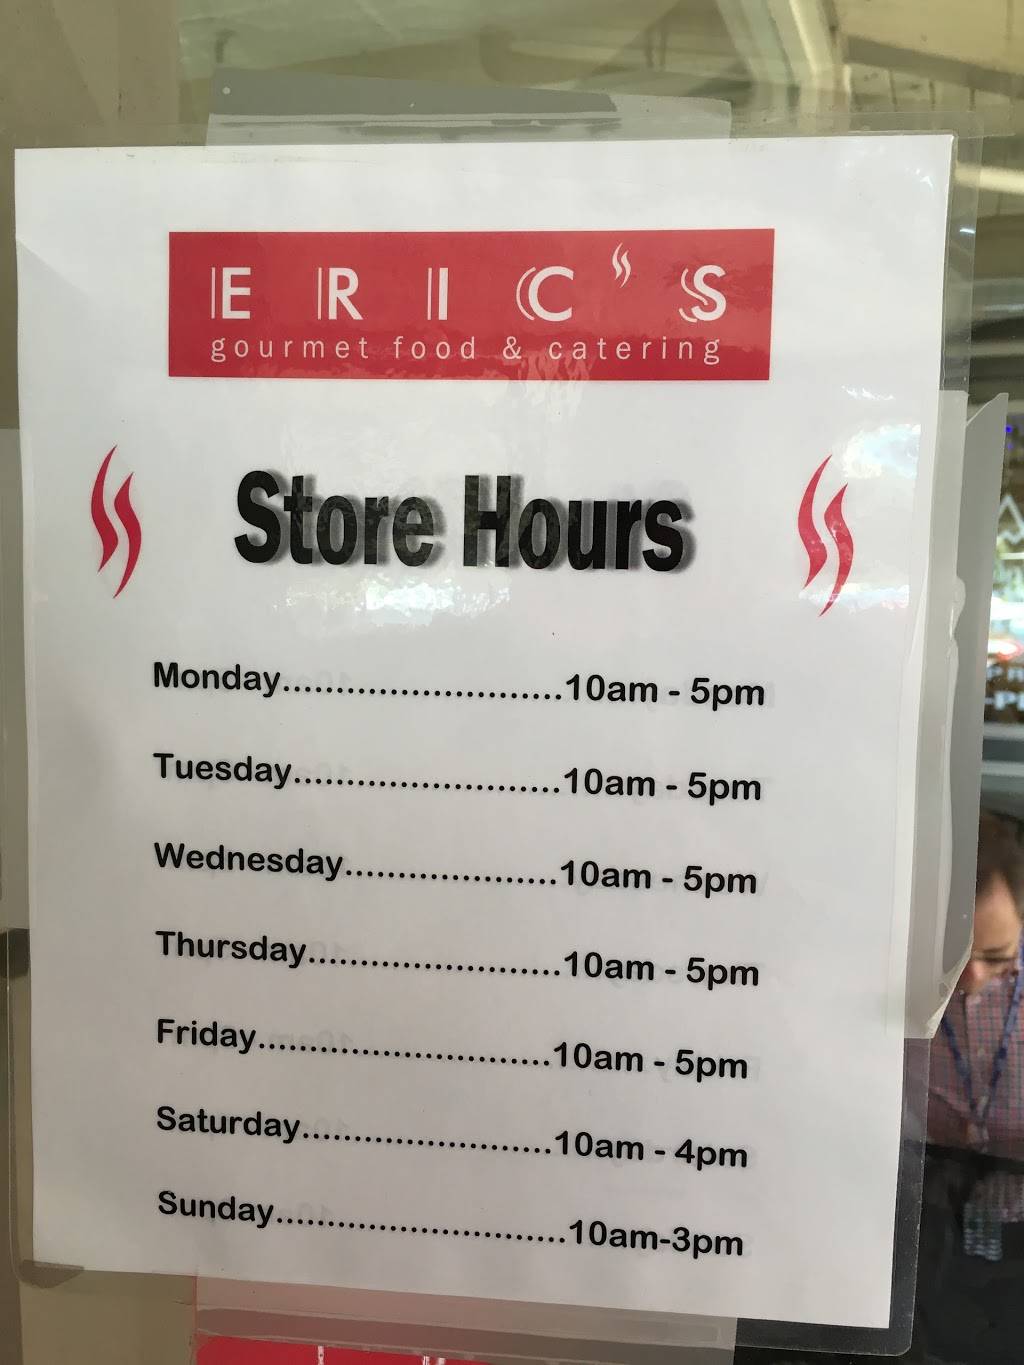 ERIC'S
gourmet food & catering
Store Hours
Monday..........................10am - 5pm
Tuesday.........................10am - 5pm
Wednesday....................10am - 5pm
Thursday........................10am - 5pm
Friday............................10am - 5pm
Saturday........................10am - 4pm
Sunday............................10am-3pm